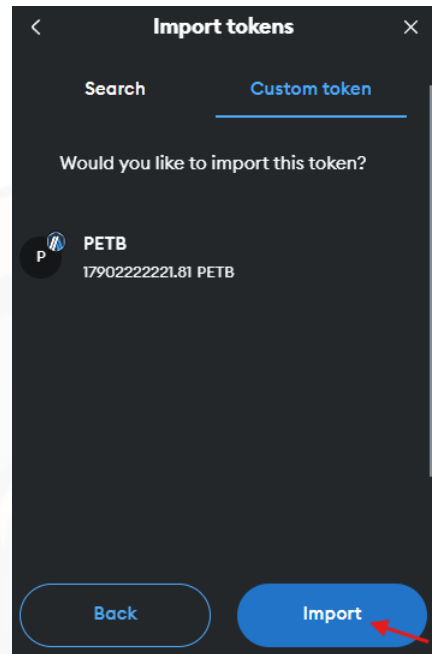 Import tokens
Search Custom token
Would you like to import this token?
P
PETB
17902222221.81 PETB
Back Import